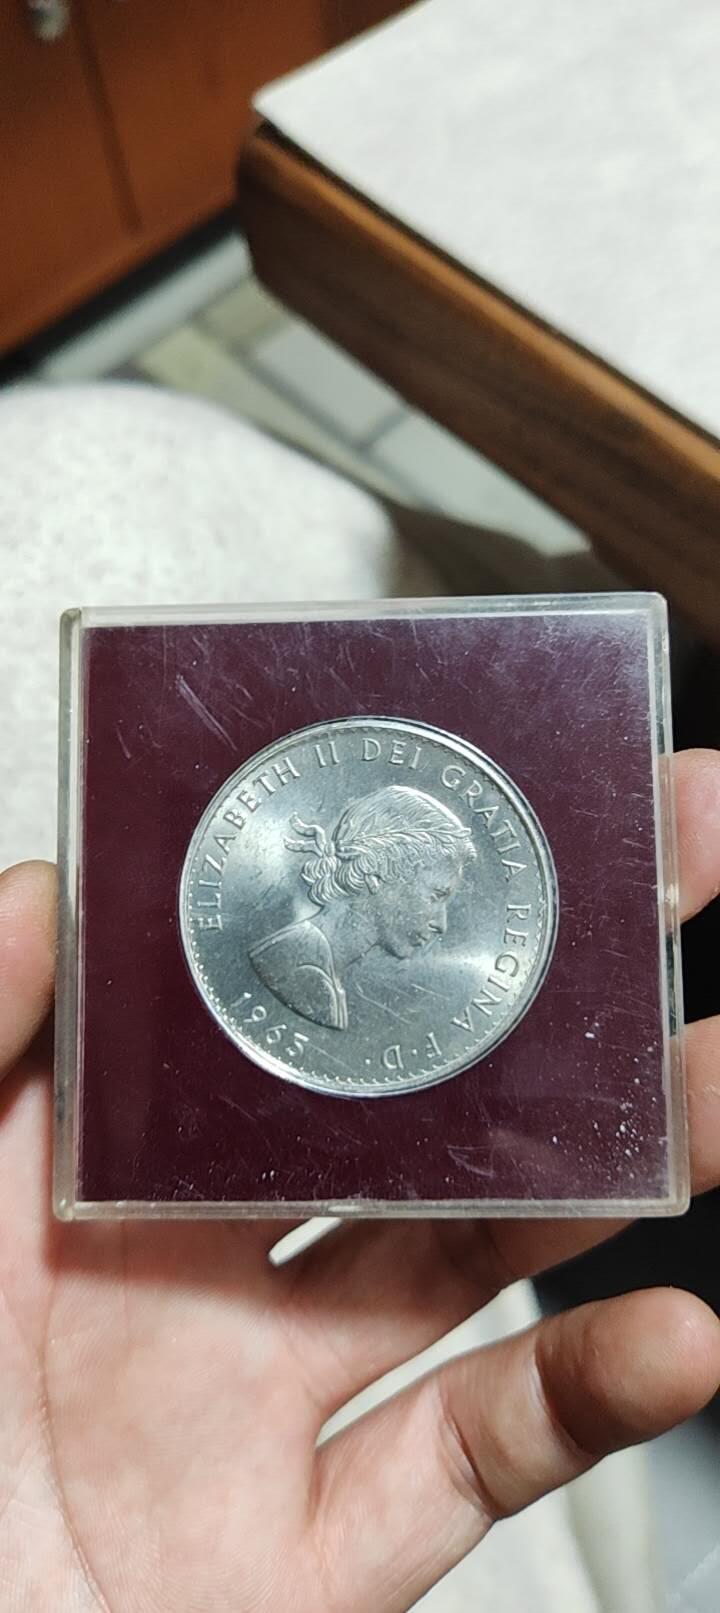 ELIZABETH II DEI GRATIA REGINA F·D·
1965